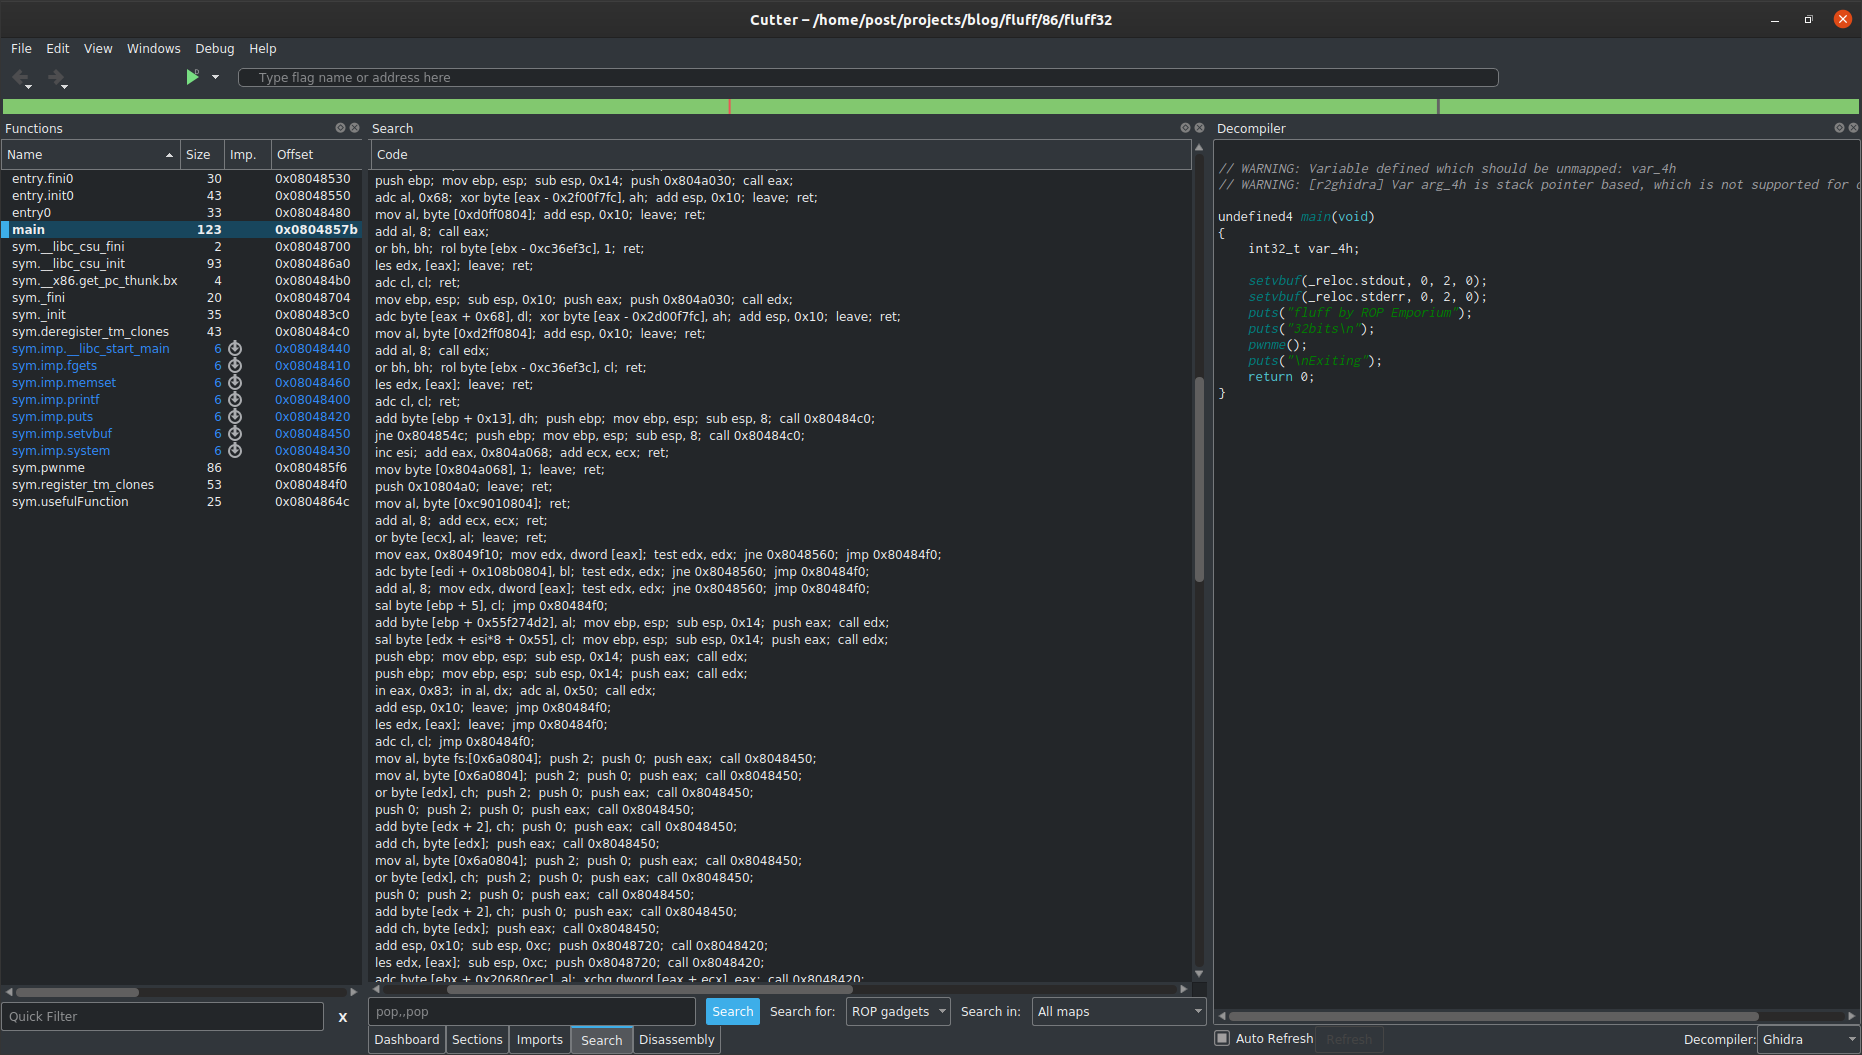 Cutter – /home/post/projects/blog/fluff/86/fluff32
File Edit View Windows Debug Help
Type flag name or address here
Functions
Name Size Imp. Offset
entry.fini0 30 0x08048530
entry.init0 43 0x08048550
entry0 33 0x08048480
main 123 0x0804857b
sym.__libc_csu_fini 2 0x08048700
sym.__libc_csu_init 93 0x080486a0
sym.__x86.get_pc_thunk.bx 4 0x080484b0
sym._fini 20 0x08048704
sym._init 35 0x080483c0
sym.deregister_tm_clones 43 0x080484c0
sym.imp.__libc_start_main 6 0x08048440
sym.imp.fgets 6 0x08048410
sym.imp.memset 6 0x08048460
sym.imp.printf 6 0x08048400
sym.imp.puts 6 0x08048420
sym.imp.setvbuf 6 0x08048450
sym.imp.system 6 0x08048430
sym.pwnme 86 0x080485f6
sym.register_tm_clones 53 0x080484f0
sym.usefulFunction 25 0x0804864c
Quick Filter X
Search
Code
push ebp; mov ebp, esp; sub esp, 0x14; push 0x804a030; call eax;
adc al, 0x68; xor byte [eax - 0x2f00f7fc], ah; add esp, 0x10; leave; ret;
mov al, byte [0xd0ff0804]; add esp, 0x10; leave; ret;
add al, 8; call eax;
or bh, bh; rol byte [ebx - 0xc36ef3c], 1; ret;
les edx, [eax]; leave; ret;
adc cl, cl; ret;
mov ebp, esp; sub esp, 0x10; push eax; push 0x804a030; call edx;
adc byte [eax + 0x68], dl; xor byte [eax - 0x2d00f7fc], ah; add esp, 0x10; leave; ret;
mov al, byte [0xd2ff0804]; add esp, 0x10; leave; ret;
add al, 8; call edx;
or bh, bh; rol byte [ebx - 0xc36ef3c], cl; ret;
les edx, [eax]; leave; ret;
adc cl, cl; ret;
add byte [ebp + 0x13], dh; push ebp; mov ebp, esp; sub esp, 8; call 0x80484c0;
jne 0x804854c; push ebp; mov ebp, esp; sub esp, 8; call 0x80484c0;
inc esi; add eax, 0x804a068; add ecx, ecx; ret;
mov byte [0x804a068], 1; leave; ret;
push 0x10804a0; leave; ret;
mov al, byte [0xc9010804]; ret;
add al, 8; add ecx, ecx; ret;
or byte [ecx], al; leave; ret;
mov eax, 0x8049f10; mov edx, dword [eax]; test edx, edx; jne 0x8048560; jmp 0x80484f0;
adc byte [edi + 0x108b0804], bl; test edx, edx; jne 0x8048560; jmp 0x80484f0;
add al, 8; mov edx, dword [eax]; test edx, edx; jne 0x8048560; jmp 0x80484f0;
sal byte [ebp + 5], cl; jmp 0x80484f0;
add byte [ebp + 0x55f274d2], al; mov ebp, esp; sub esp, 0x14; push eax; call edx;
sal byte [edx + esi*8 + 0x55], cl; mov ebp, esp; sub esp, 0x14; push eax; call edx;
push ebp; mov ebp, esp; sub esp, 0x14; push eax; call edx;
push ebp; mov ebp, esp; sub esp, 0x14; push eax; call edx;
in eax, 0x83; in al, dx; adc al, 0x50; call edx;
add esp, 0x10; leave; jmp 0x80484f0;
les edx, [eax]; leave; jmp 0x80484f0;
adc cl, cl; jmp 0x80484f0;
mov al, byte fs:[0x6a0804]; push 2; push 0; push eax; call 0x8048450;
mov al, byte [0x6a0804]; push 2; push 0; push eax; call 0x8048450;
or byte [edx], ch; push 2; push 0; push eax; call 0x8048450;
push 0; push 2; push 0; push eax; call 0x8048450;
add byte [edx + 2], ch; push 0; push eax; call 0x8048450;
add ch, byte [edx]; push eax; call 0x8048450;
mov al, byte [0x6a0804]; push 2; push 0; push eax; call 0x8048450;
or byte [edx], ch; push 2; push 0; push eax; call 0x8048450;
push 0; push 2; push 0; push eax; call 0x8048450;
add byte [edx + 2], ch; push 0; push eax; call 0x8048450;
add ch, byte [edx]; push eax; call 0x8048450;
add esp, 0x10; sub esp, 0xc; push 0x8048720; call 0x8048420;
les edx, [eax]; sub esp, 0xc; push 0x8048720; call 0x8048420;
adc byte [ebx + 0x20680cec], al; xchg dword [eax + ecx], eax; call 0x8048420;
pop,,pop Search Search for: ROP gadgets Search in: All maps
Dashboard Sections Imports Search Disassembly
Decompiler
// WARNING: Variable defined which should be unmapped: var_4h
// WARNING: [r2ghidra] Var arg_4h is stack pointer based, which is not supported for
undefined4 main(void)
{
int32_t var_4h;
setvbuf(_reloc.stdout, 0, 2, 0);
setvbuf(_reloc.stderr, 0, 2, 0);
puts("fluff by ROP Emporium");
puts("32bits\n");
pwnme();
puts("\nExiting");
return 0;
}
Auto Refresh Refresh Decompiler: Ghidra